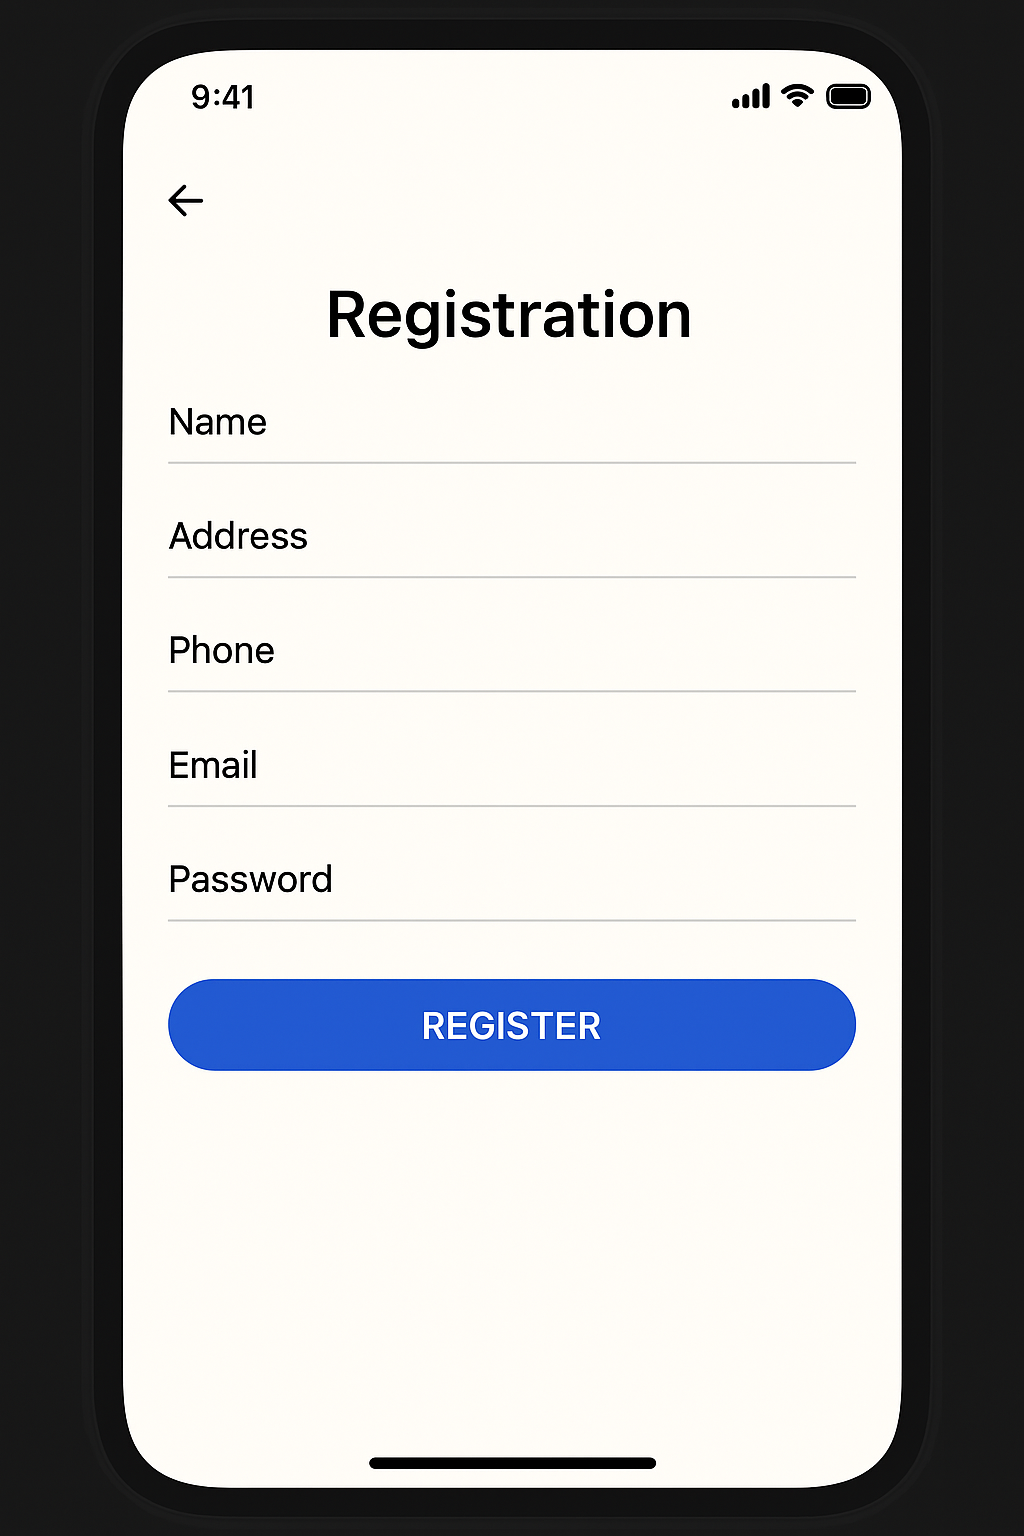 9:41
Registration
Name
Address
Phone
Email
Password
REGISTER